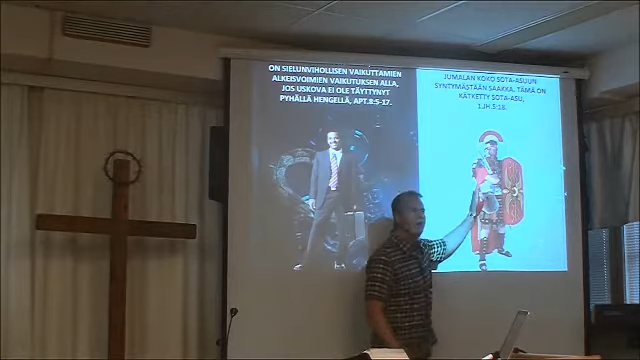 ON SIELUNVIHOLLISEN VAIKUTTAMIEN
ALKEISVOIMIEN VAIKUTUKSEN ALLA,
JOS USKOVA EI OLE TÄYTTYNYT
PYHÄLLÄ HENGELLÄ, APT.8:5-17.
JUMALAN KOKO SOTA-ASUUN
SYNTYMÄSTÄÄN SAAKKA. TÄMÄ ON
KÄTKETTY SOTA-ASU,
1.JH.5:18.